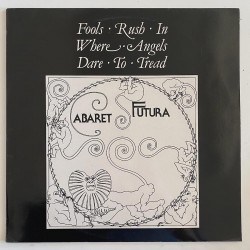 Fools · Rush · In
Where · Angels
Dare · To · Tread
CABARET FUTURA